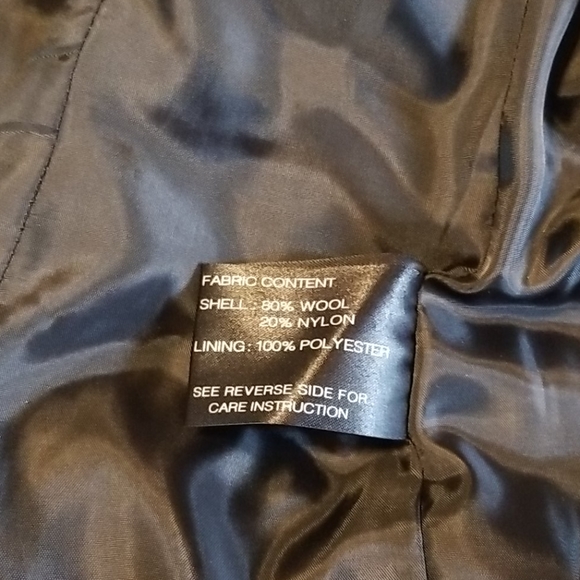 FABRIC CONTENT
SHELL: 80% WOOL
20% NYLON
LINING: 100% POLYESTER
SEE REVERSE SIDE FOR
CARE INSTRUCTION